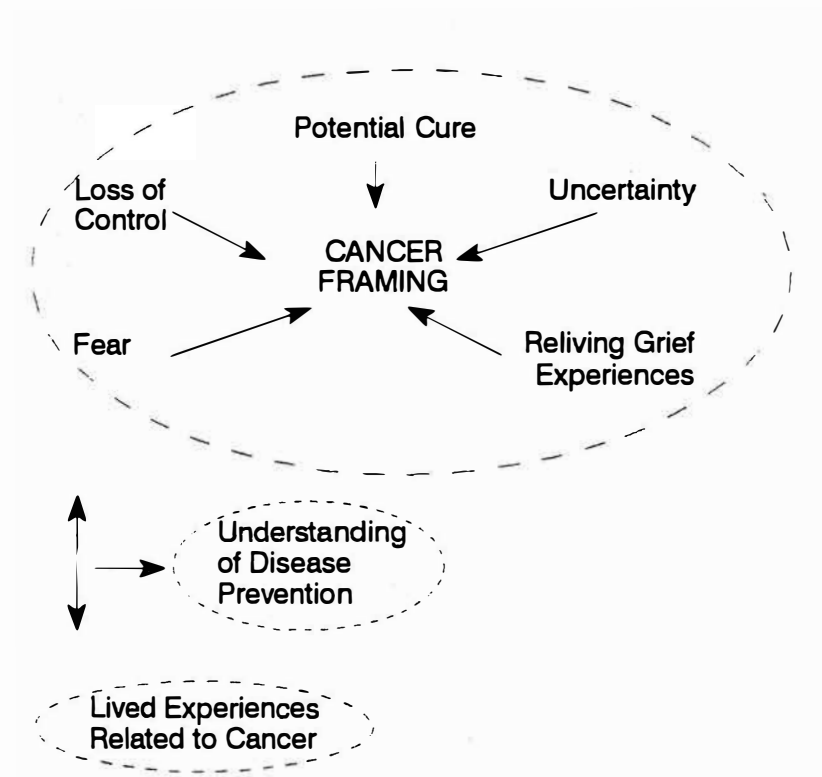 Potential Cure
Loss of
Control
Uncertainty
CANCER
FRAMING
Fear
Reliving Grief
Experiences
Understanding
of Disease
Prevention
Lived Experiences
Related to Cancer